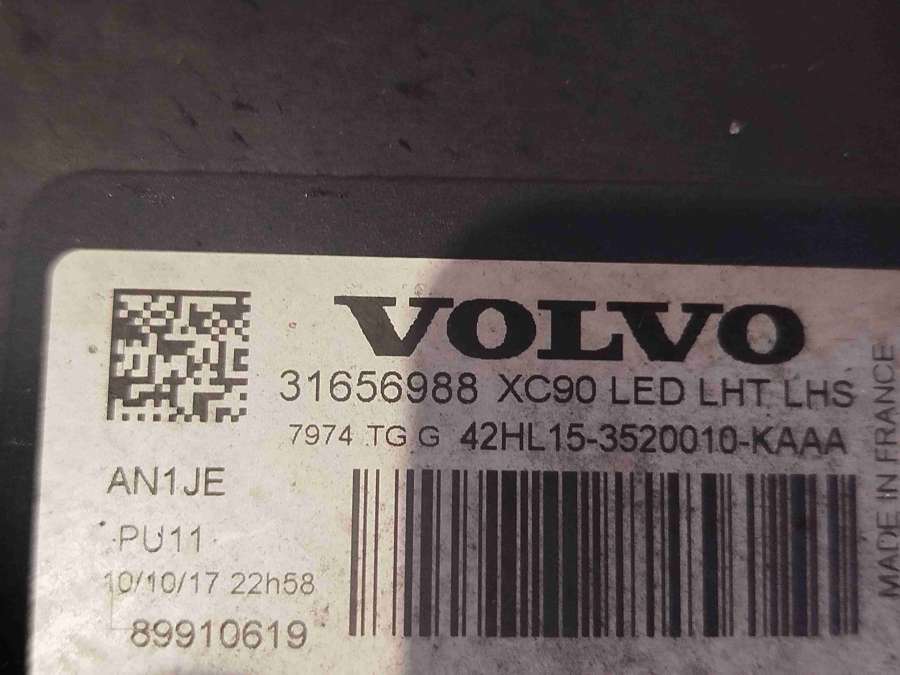 VOLVO
31656988 XC90 LED LHT LHS
7974 TG G 42HL15-3520010-KAAA
AN1JE
PU11
10/10/17 22h58
89910619
MADE IN FRANCE